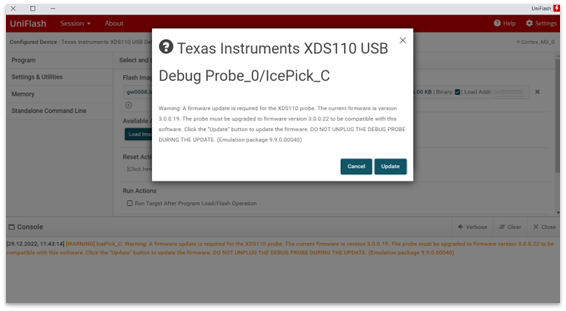 UniFlash
UniFlash Session About Help Settings
Configured Device : Texas Instruments XDS110 USB De Cortex_M3_0
Program
Settings & Utilities
Memory
Standalone Command Line
Select and L
Flash Imag
gw0004.b
.00 KB | Binary: Load Addr:
Available A
Load Imag
Reset Action
(Click here
Run Actions
Run Target After Program Load/Flash Operation
Texas Instruments XDS110 USB
Debug Probe_0/IcePick_C
Warning: A firmware update is required for the XDS110 probe. The current firmware is version
3.0.0.19. The probe must be upgraded to firmware version 3.0.0.22 to be compatible with this
software. Click the "Update" button to update the firmware. DO NOT UNPLUG THE DEBUG PROBE
DURING THE UPDATE. (Emulation package 9.9.0.00040)
Cancel Update
Console Verbose Clear Close
[29.12.2022, 11:43:14] [WARNING] IcePick_C: Warning: A firmware update is required for the XDS110 probe. The current firmware is version 3.0.0.19. The probe must be upgraded to firmware version 3.0.0.22 to be
compatible with this software. Click the "Update" button to update the firmware. DO NOT UNPLUG THE DEBUG PROBE DURING THE UPDATE. (Emulation package 9.9.0.00040)